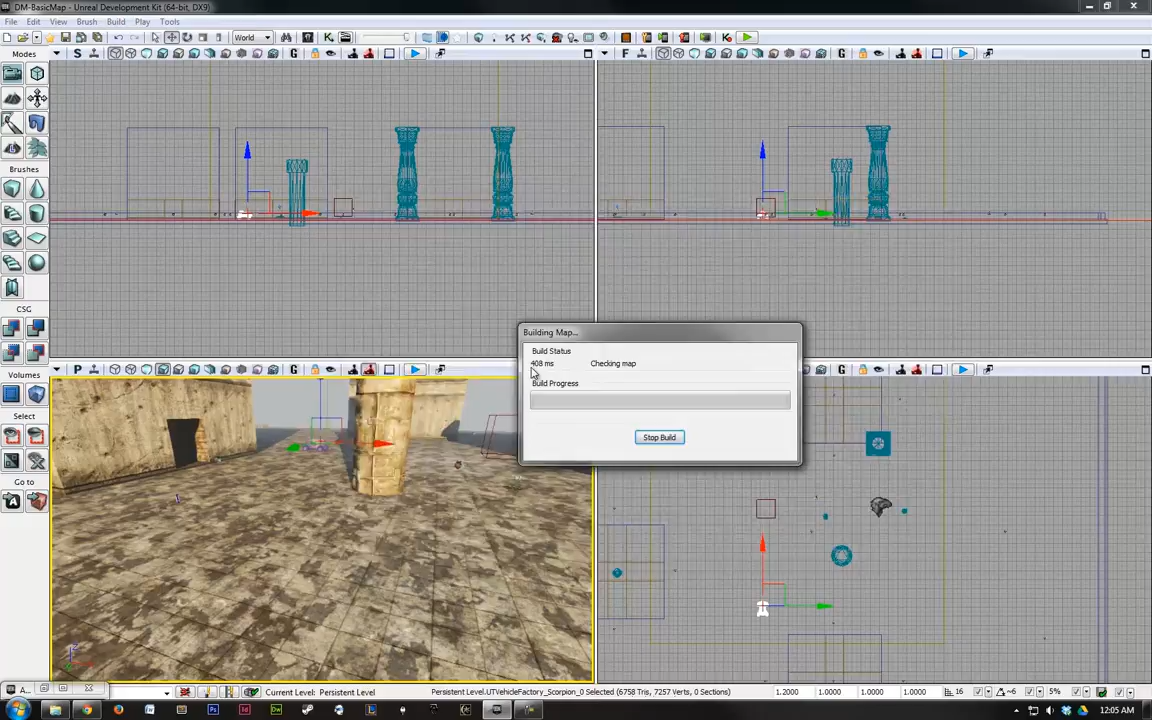 DM-BasicMap - Unreal Development Kit (64-bit, DX9)
File Edit View Brush Build Play Tools
World
Modes
S G
F G
Brushes
CSG
Volumes
Select
Go to
P G
Building Map...
Build Status
408 ms Checking map
Build Progress
Stop Build
A...
Current Level: Persistent Level
Persistent Level.UTVehicleFactory_Scorpion_0 Selected (6758 Tris, 7257 Verts, 0 Sections)
1.2000 1.0000 1.0000 1.0000
16 ~6 5%
12:05 AM